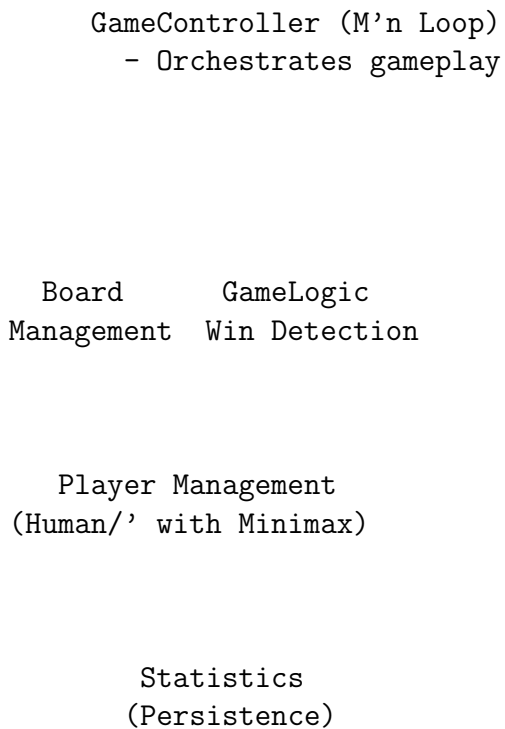 GameController (M'n Loop)
- Orchestrates gameplay
Board GameLogic
Management Win Detection
Player Management
(Human/' with Minimax)
Statistics
(Persistence)